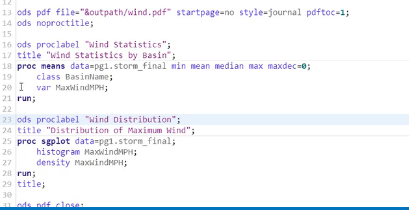 12
13 ods pdf file="&outpath/wind.pdf" startpage=no style=journal pdftoc=1;
14 ods noproctitle;
15
16 ods proclabel "Wind Statistics";
17 title "Wind Statistics by Basin";
18 proc means data=pg1.storm_final min mean median max maxdec=0;
19 class BasinName;
20 var MaxWindMPH;
21 run;
22
23 ods proclabel "Wind Distribution";
24 title "Distribution of Maximum Wind";
25 proc sgplot data=pg1.storm_final;
26 histogram MaxWindMPH;
27 density MaxWindMPH;
28 run;
29 title;
30
31 ods pdf close;